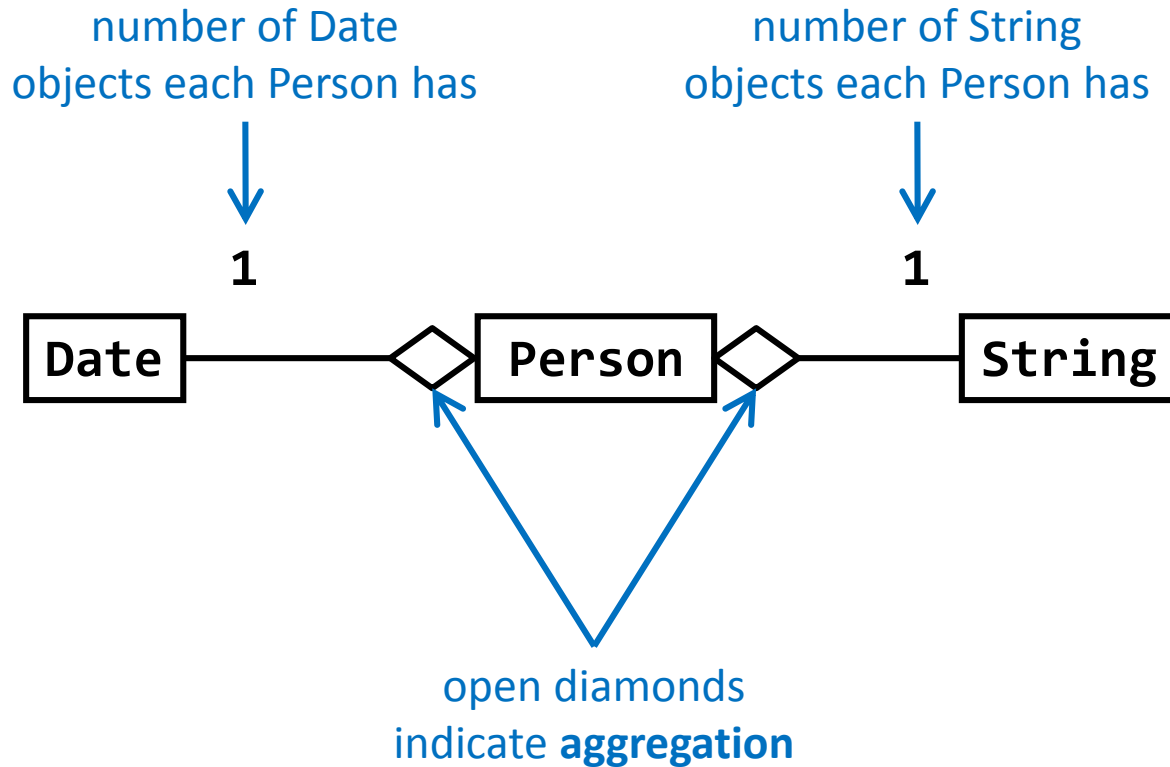 number of Date
objects each Person has
number of String
objects each Person has
1
1
Date
Person
String
open diamonds
indicate aggregation